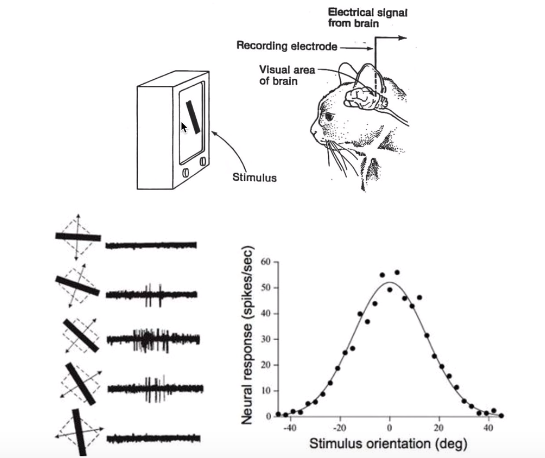 Electrical signal
from brain
Recording electrode
Visual area
of brain
Stimulus
Neural response (spikes/sec)
60
50
40
30
20
10
0
-40
-20
0
20
40
Stimulus orientation (deg)